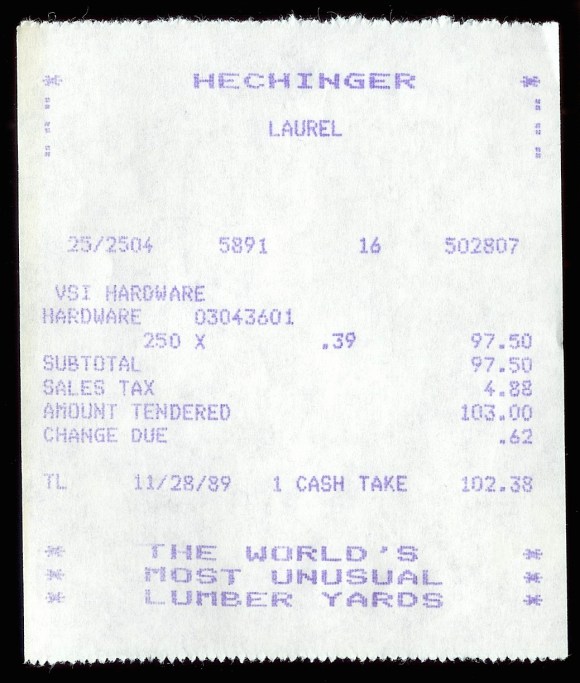 * HECHINGER *
LAUREL
25/2504 5891 16 502807
VSI HARDWARE
HARDWARE 03043601
250 X .39 97.50
SUBTOTAL 97.50
SALES TAX 4.88
AMOUNT TENDERED 103.00
CHANGE DUE .62
TL 11/28/89 1 CASH TAKE 102.38
* THE WORLD'S *
* MOST UNUSUAL *
* LUMBER YARDS *